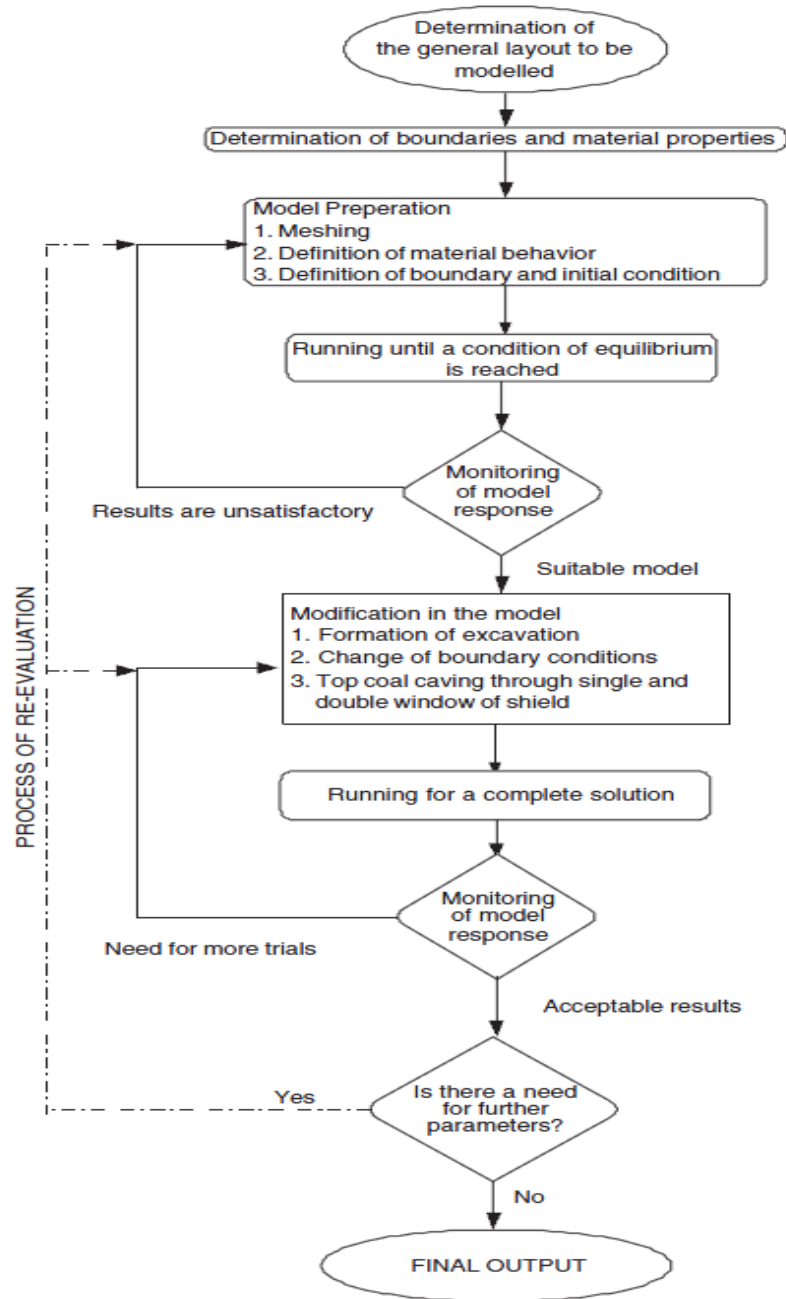 Determination of
the general layout to be
modelled
Determination of boundaries and material properties
Model Preperation
1. Meshing
2. Definition of material behavior
3. Definition of boundary and initial condition
Running until a condition of equilibrium
is reached
Monitoring
of model
response
Results are unsatisfactory
Suitable model
Modification in the model
1. Formation of excavation
2. Change of boundary conditions
3. Top coal caving through single and
double window of shield
Running for a complete solution
Monitoring
of model
response
Need for more trials
Acceptable results
Is there a need
for further
parameters?
Yes
No
FINAL OUTPUT
PROCESS OF RE-EVALUATION